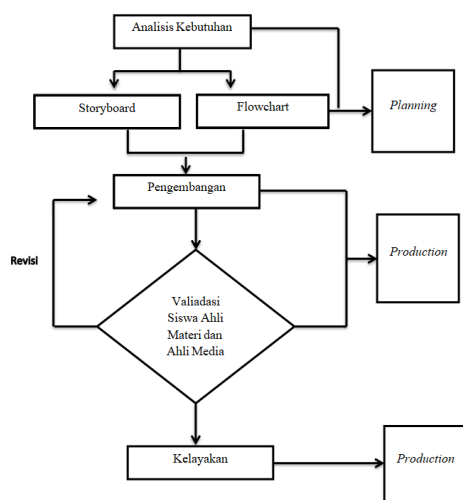 Analisis Kebutuhan
Storyboard
Flowchart
Planning
Pengembangan
Revisi
Production
Valiadasi
Siswa Ahli
Materi dan
Ahli Media
Kelayakan
Production